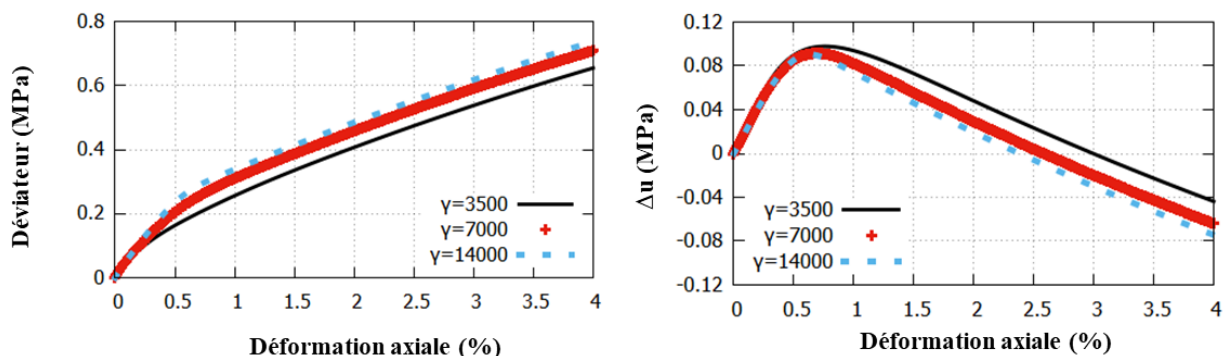 0.8
0.6
0.4
0.2
0
Déviateur (MPa)
γ=3500
γ=7000
γ=14000
0 0.5 1 1.5 2 2.5 3 3.5 4
Déformation axiale (%)
0.12
0.08
0.04
0
-0.04
-0.08
-0.12
Δu (MPa)
γ=3500
γ=7000
γ=14000
0 0.5 1 1.5 2 2.5 3 3.5 4
Déformation axiale (%)